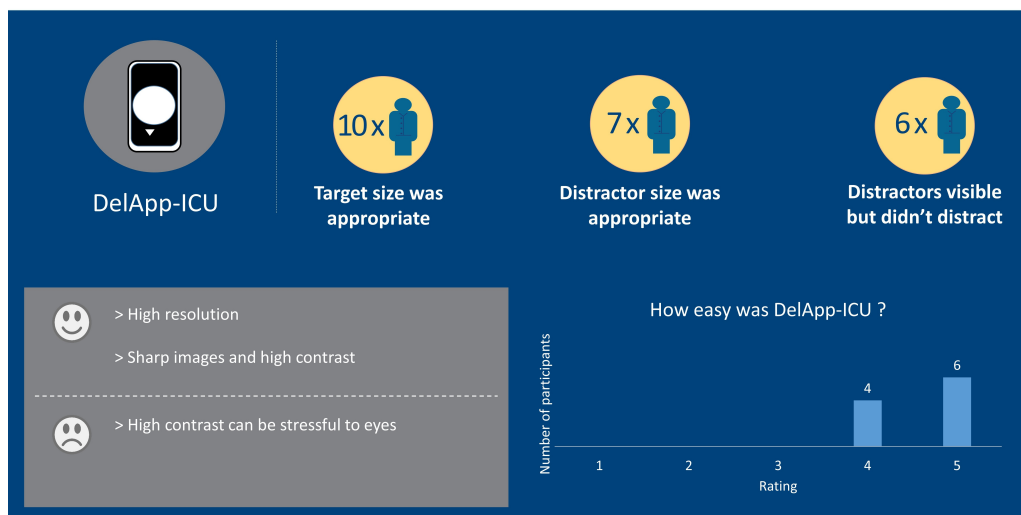 DelApp-ICU
10 x
Target size was
appropriate
7 x
Distractor size was
appropriate
6 x
Distractors visible
but didn't distract
> High resolution
> Sharp images and high contrast
> High contrast can be stressful to eyes
How easy was DelApp-ICU ?
Number of participants
4
6
1 2 3 4 5
Rating